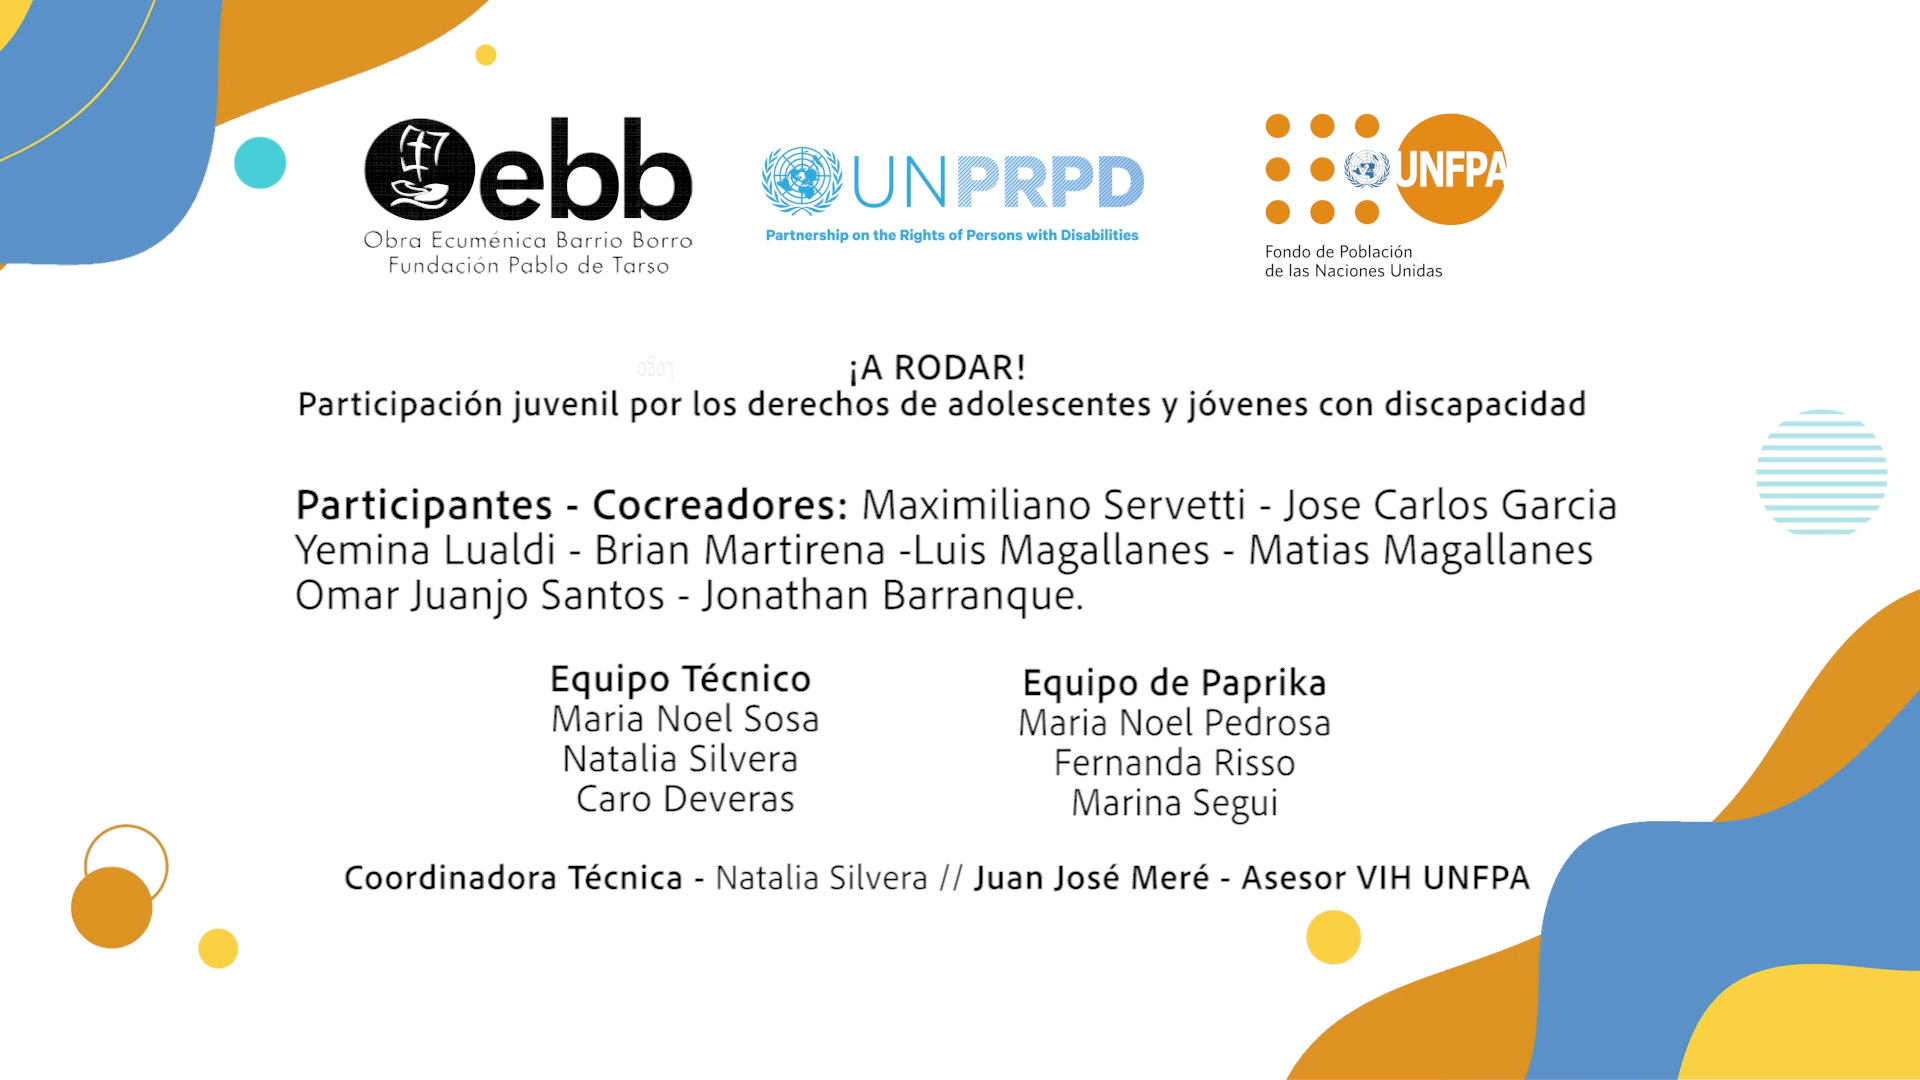 Oebb
Obra Ecuménica Barrio Borro
Fundación Pablo de Tarso
UNPRPD
Partnership on the Rights of Persons with Disabilities
UNFPA
Fondo de Población
de las Naciones Unidas
Logo
¡A RODAR!
Participación juvenil por los derechos de adolescentes y jóvenes con discapacidad
Participantes - Cocreadores: Maximiliano Servetti - Jose Carlos Garcia
Yemina Lualdi - Brian Martirena -Luis Magallanes - Matias Magallanes
Omar Juanjo Santos - Jonathan Barranque.
Equipo Técnico
Maria Noel Sosa
Natalia Silvera
Caro Deveras
Equipo de Paprika
Maria Noel Pedrosa
Fernanda Risso
Marina Segui
Coordinadora Técnica - Natalia Silvera // Juan José Meré - Asesor VIH UNFPA